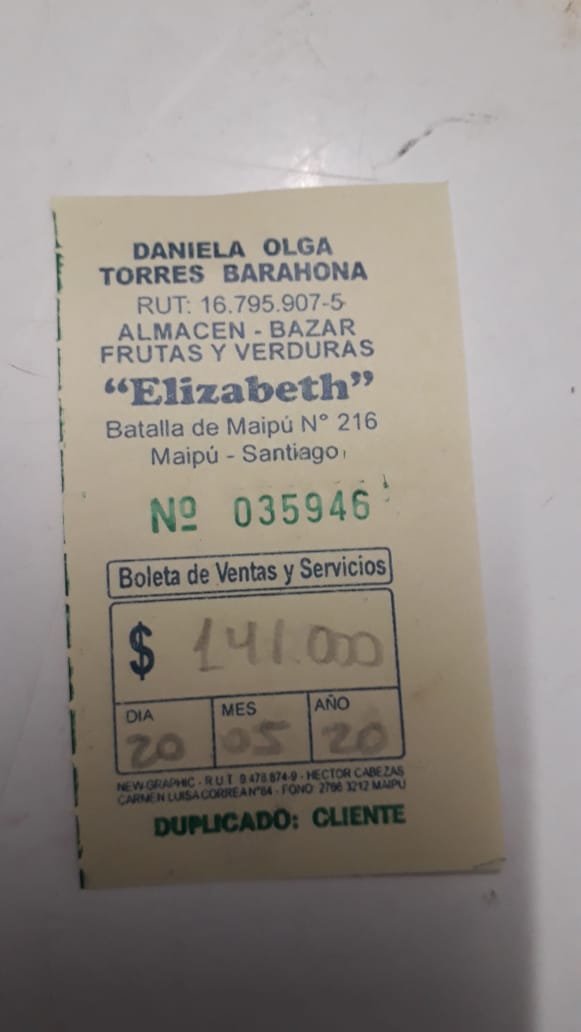 DANIELA OLGA
TORRES BARAHONA
RUT: 16.795.907-5
ALMACEN - BAZAR
FRUTAS Y VERDURAS
“Elizabeth”
Batalla de Maipú N° 216
Maipú - Santiago
Nº 035946
Boleta de Ventas y Servicios
$ 141.000
DIA MES AÑO
20 05 20
NEW GRAPHIC - R.U.T 9.478.874-9 - HECTOR CABEZAS
CARMEN LUISA CORREA N°84 - FONO: 2766 3212 MAIPU
DUPLICADO: CLIENTE